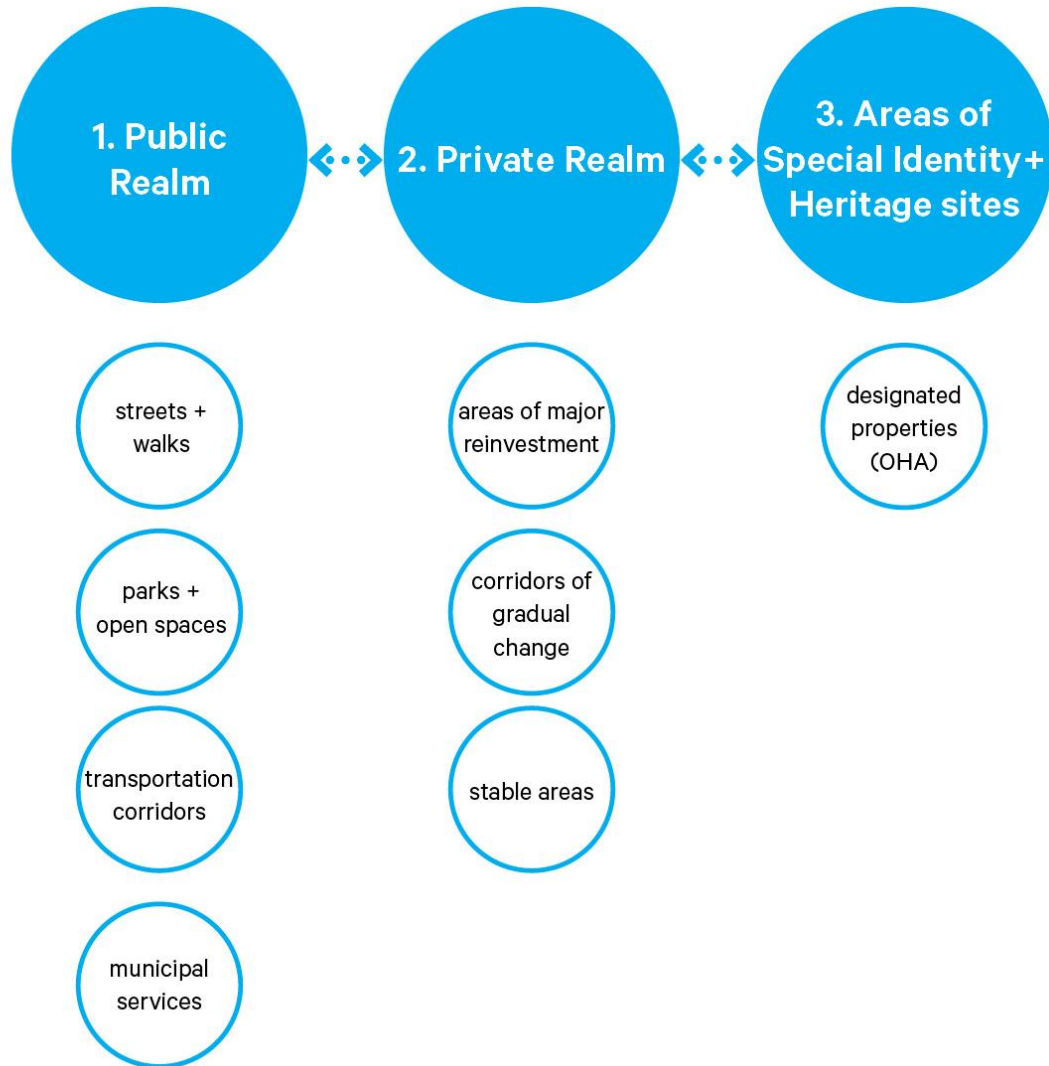 1. Public
Realm
2. Private Realm
3. Areas of
Special Identity+
Heritage sites
streets +
walks
parks +
open spaces
transportation
corridors
municipal
services
areas of major
reinvestment
corridors of
gradual
change
stable areas
designated
properties
(OHA)